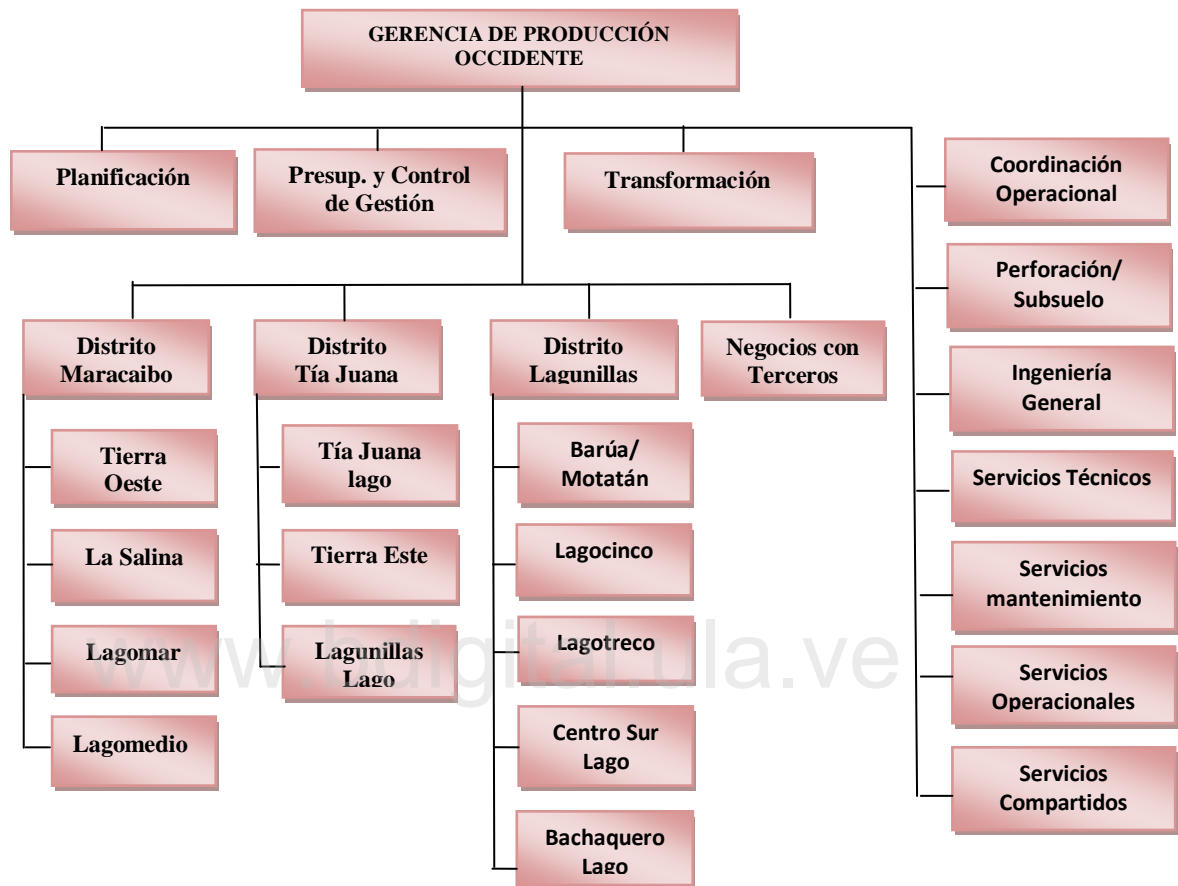 GERENCIA DE PRODUCCIÓN
OCCIDENTE
Planificación
Presup. y Control
de Gestión
Transformación
Coordinación
Operacional
Perforación/
Subsuelo
Ingeniería
General
Servicios Técnicos
Servicios
mantenimiento
Servicios
Operacionales
Servicios
Compartidos
Distrito
Maracaibo
Tierra
Oeste
La Salina
Lagomar
Lagomedio
Distrito
Tía Juana
Tía Juana
lago
Tierra Este
Lagunillas
Lago
Distrito
Lagunillas
Barúa/
Motatán
Lagocinco
Lagotreco
Centro Sur
Lago
Bachaquero
Lago
Negocios con
Terceros
www.bdigital.ula.ve